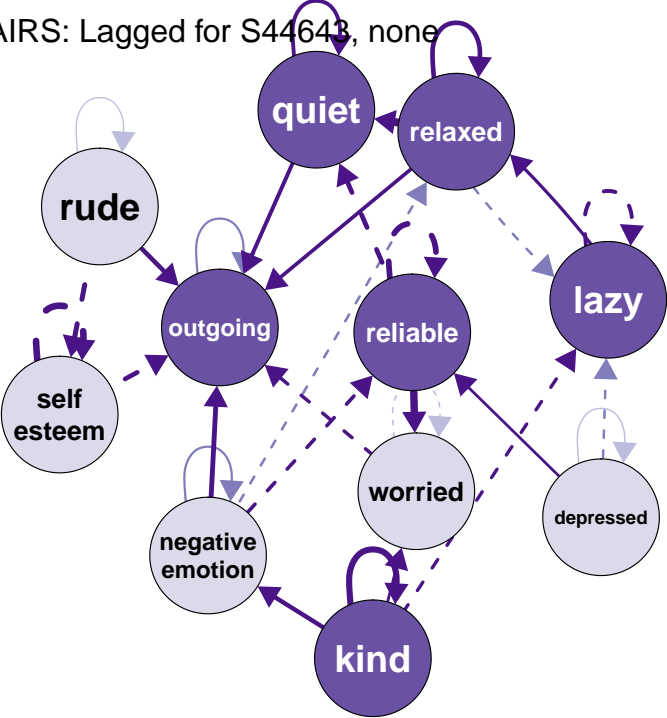 AIRS: Lagged for S44643, none
quiet
relaxed
rude
lazy
outgoing
reliable
self
esteem
worried
depressed
negative
emotion
kind